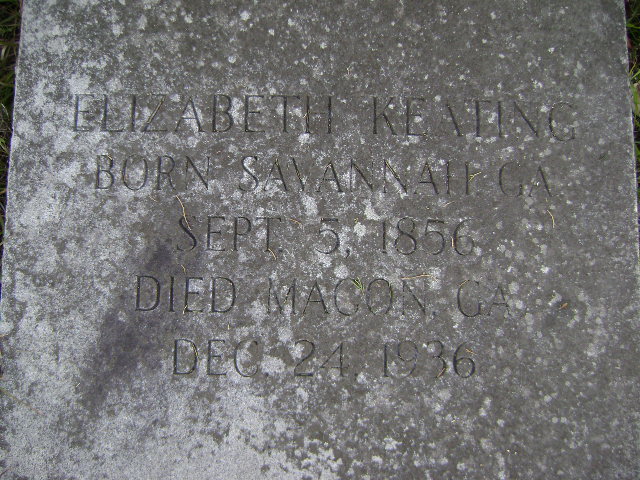 ELIZABETH KEATING
BORN SAVANNAH GA.
SEPT. 5, 1856
DIED MACON, GA.
DEC. 24, 1936